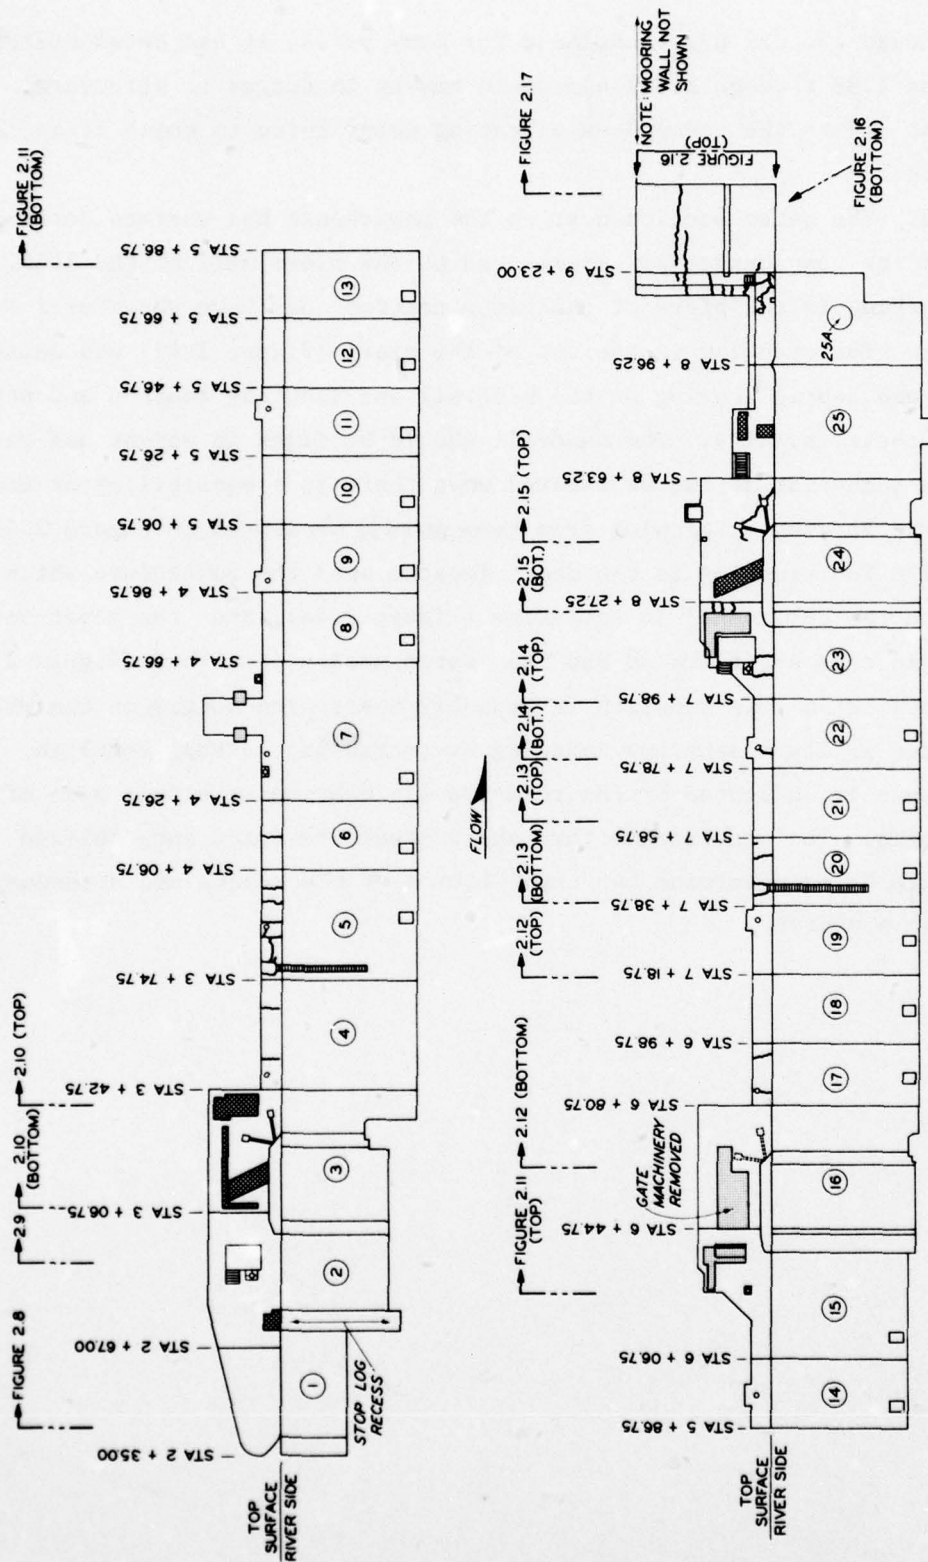 FIGURE 2.8
2.9
2.10
(BOTTOM)
2.10 (TOP)
FIGURE 2.11
(BOTTOM)
STA 2 + 35.00
STA 2 + 67.00
STA 3 + 06.75
STA 3 + 42.75
STA 3 + 74.75
STA 4 + 06.75
STA 4 + 26.75
STA 4 + 66.75
STA 4 + 86.75
STA 5 + 06.75
STA 5 + 26.75
STA 5 + 46.75
STA 5 + 66.75
STA 5 + 86.75
TOP
SURFACE
RIVER SIDE
1
2
3
4
5
6
7
8
9
10
11
12
13
STOP LOG
RECESS
FLOW
FIGURE 2.11
(TOP)
2.12 (BOTTOM)
2.12
(TOP)
2.13
(BOTTOM)
2.13
(TOP)
2.14
(BOT.)
2.14
(TOP)
2.15
(BOT.)
2.15 (TOP)
FIGURE 2.17
NOTE: MOORING
WALL NOT
SHOWN
FIGURE 2.16
(TOP)
FIGURE 2.16
(BOTTOM)
STA 5 + 86.75
STA 6 + 06.75
STA 6 + 44.75
STA 6 + 80.75
STA 6 + 98.75
STA 7 + 18.75
STA 7 + 38.75
STA 7 + 58.75
STA 7 + 78.75
STA 7 + 98.75
STA 8 + 27.25
STA 8 + 63.25
STA 8 + 96.25
STA 9 + 23.00
GATE
MACHINERY
REMOVED
TOP
SURFACE
RIVER SIDE
14
15
16
17
18
19
20
21
22
23
24
25
25A